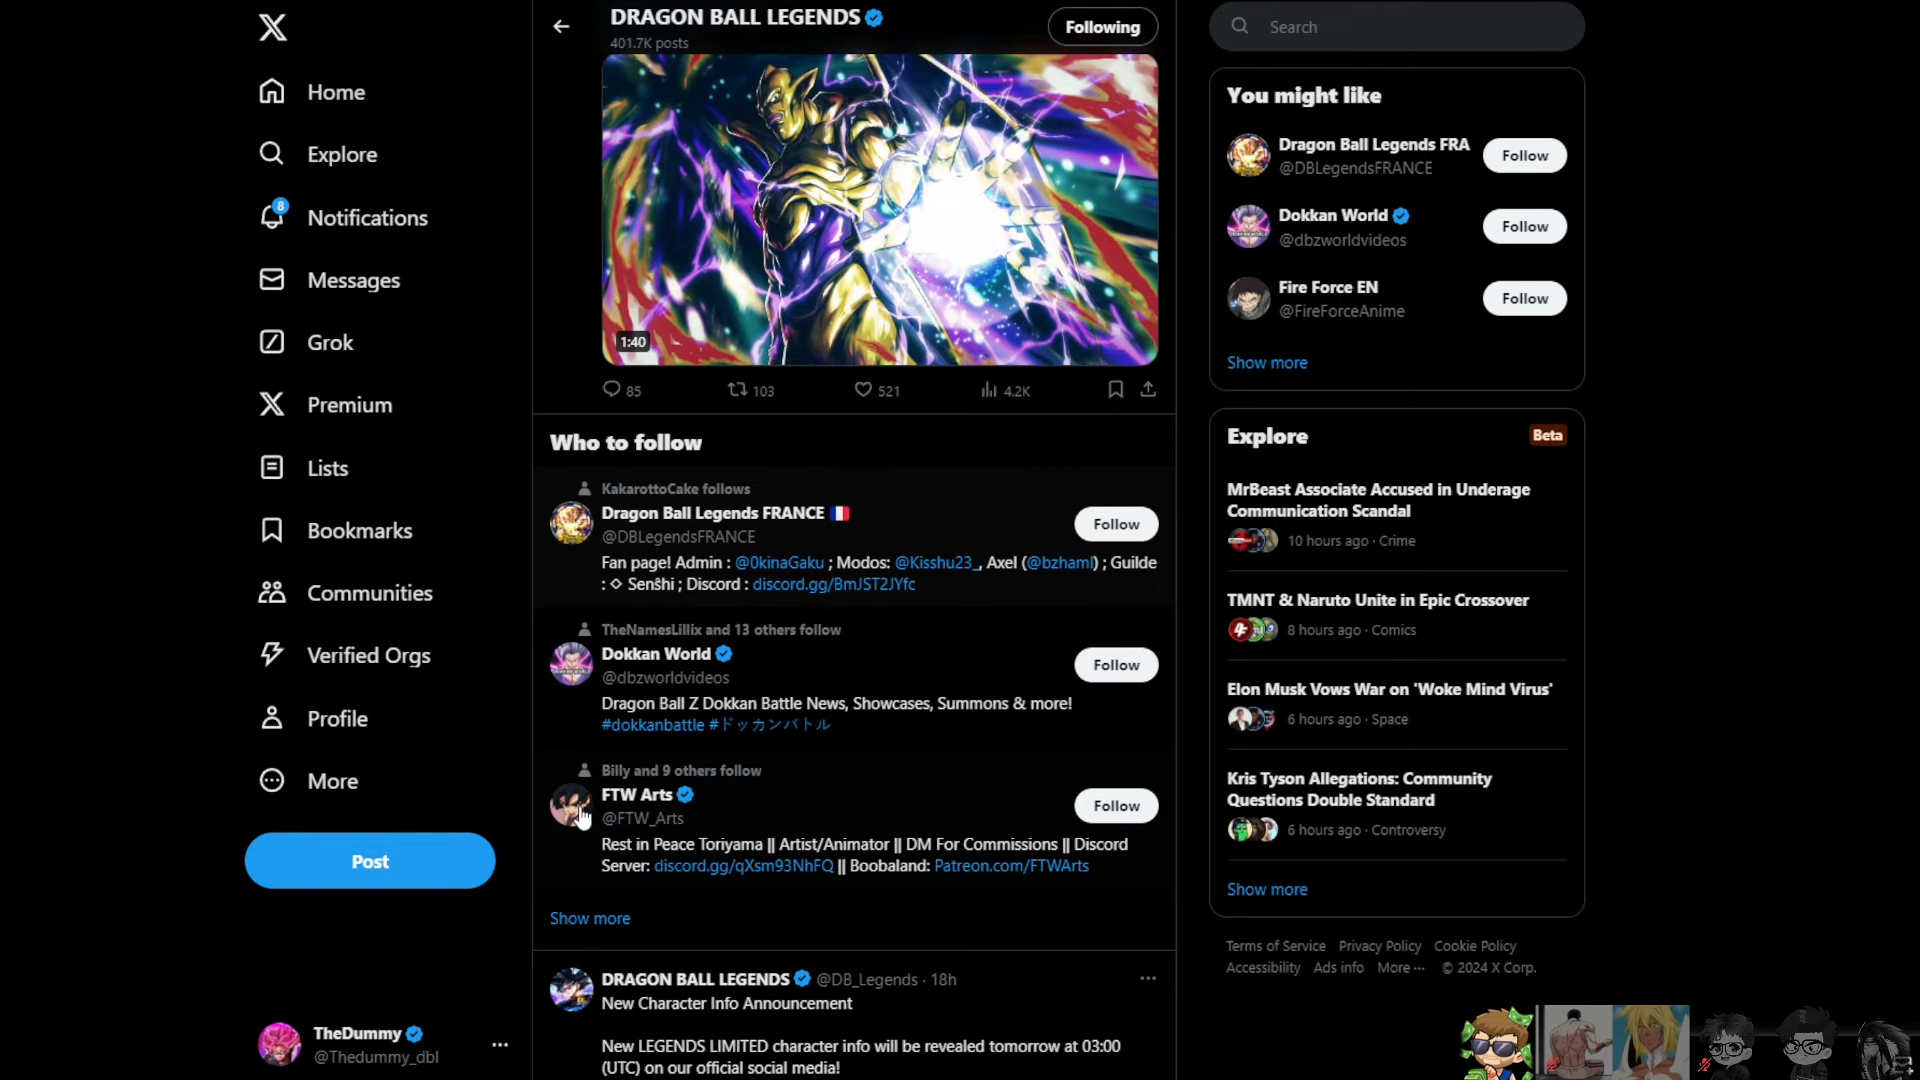 Home
Explore
8
Notifications
Messages
Grok
Premium
Lists
Bookmarks
Communities
Verified Orgs
Profile
More
Post
TheDummy
@Thedummy_dbl
DRAGON BALL LEGENDS
401.7K posts
Following
1:40
85
103
521
4.2K
Who to follow
KakarottoCake follows
Dragon Ball Legends FRANCE 🇫🇷
@DBLegendsFRANCE
Follow
Fan page! Admin : @0kinaGaku ; Modos: @Kisshu23_, Axel (@bzhaml) ; Guilde
: ◇ Senŝhi ; Discord : discord.gg/BmJST2JYfc
TheNamesLillix and 13 others follow
Dokkan World
@dbzworldvideos
Follow
Dragon Ball Z Dokkan Battle News, Showcases, Summons & more!
#dokkanbattle #ドッカンバトル
Billy and 9 others follow
FTW Arts
@FTW_Arts
Follow
Rest in Peace Toriyama || Artist/Animator || DM For Commissions || Discord
Server: discord.gg/qXsm93NhFQ || Boobaland: Patreon.com/FTWArts
Show more
DRAGON BALL LEGENDS @DB_Legends · 18h
New Character Info Announcement
New LEGENDS LIMITED character info will be revealed tomorrow at 03:00
(UTC) on our official social media!
Search
You might like
Dragon Ball Legends FRA
@DBLegendsFRANCE
Follow
Dokkan World
@dbzworldvideos
Follow
Fire Force EN
@FireForceAnime
Follow
Show more
Explore
Beta
MrBeast Associate Accused in Underage
Communication Scandal
10 hours ago · Crime
TMNT & Naruto Unite in Epic Crossover
8 hours ago · Comics
Elon Musk Vows War on 'Woke Mind Virus'
6 hours ago · Space
Kris Tyson Allegations: Community
Questions Double Standard
6 hours ago · Controversy
Show more
Terms of Service Privacy Policy Cookie Policy
Accessibility Ads info More ··· © 2024 X Corp.